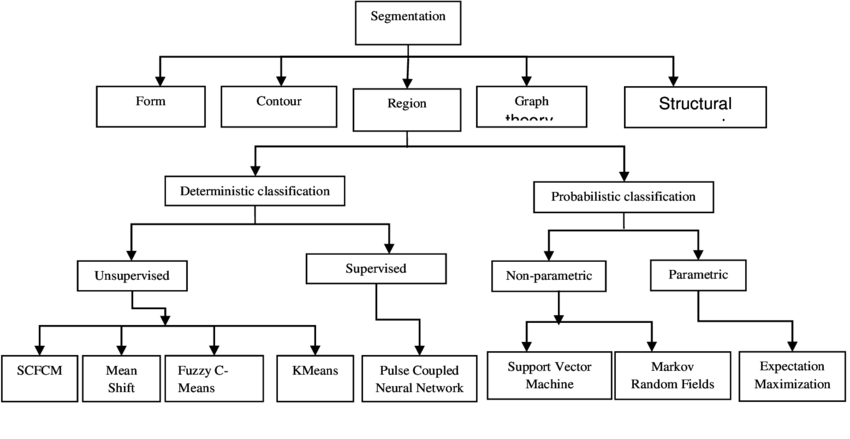 Segmentation
Form
Contour
Region
Graph
theory
Structural
Deterministic classification
Probabilistic classification
Unsupervised
Supervised
Non-parametric
Parametric
SCFCM
Mean
Shift
Fuzzy C-
Means
KMeans
Pulse Coupled
Neural Network
Support Vector
Machine
Markov
Random Fields
Expectation
Maximization